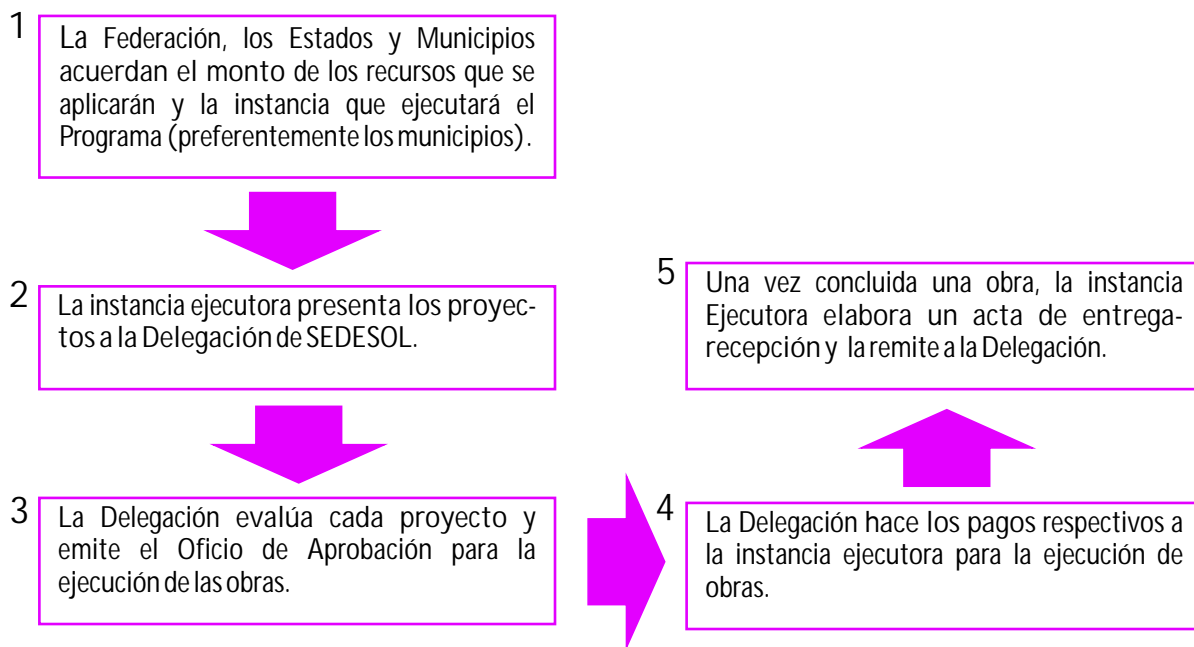 1
La Federación, los Estados y Municipios
acuerdan el monto de los recursos que se
aplicarán y la instancia que ejecutará el
Programa (preferentemente los municipios).
2
La instancia ejecutora presenta los proyec-
tos a la Delegación de SEDESOL.
3
La Delegación evalúa cada proyecto y
emite el Oficio de Aprobación para la
ejecución de las obras.
4
La Delegación hace los pagos respectivos a
la instancia ejecutora para la ejecución de
obras.
5
Una vez concluida una obra, la instancia
Ejecutora elabora un acta de entrega-
recepción y la remite a la Delegación.